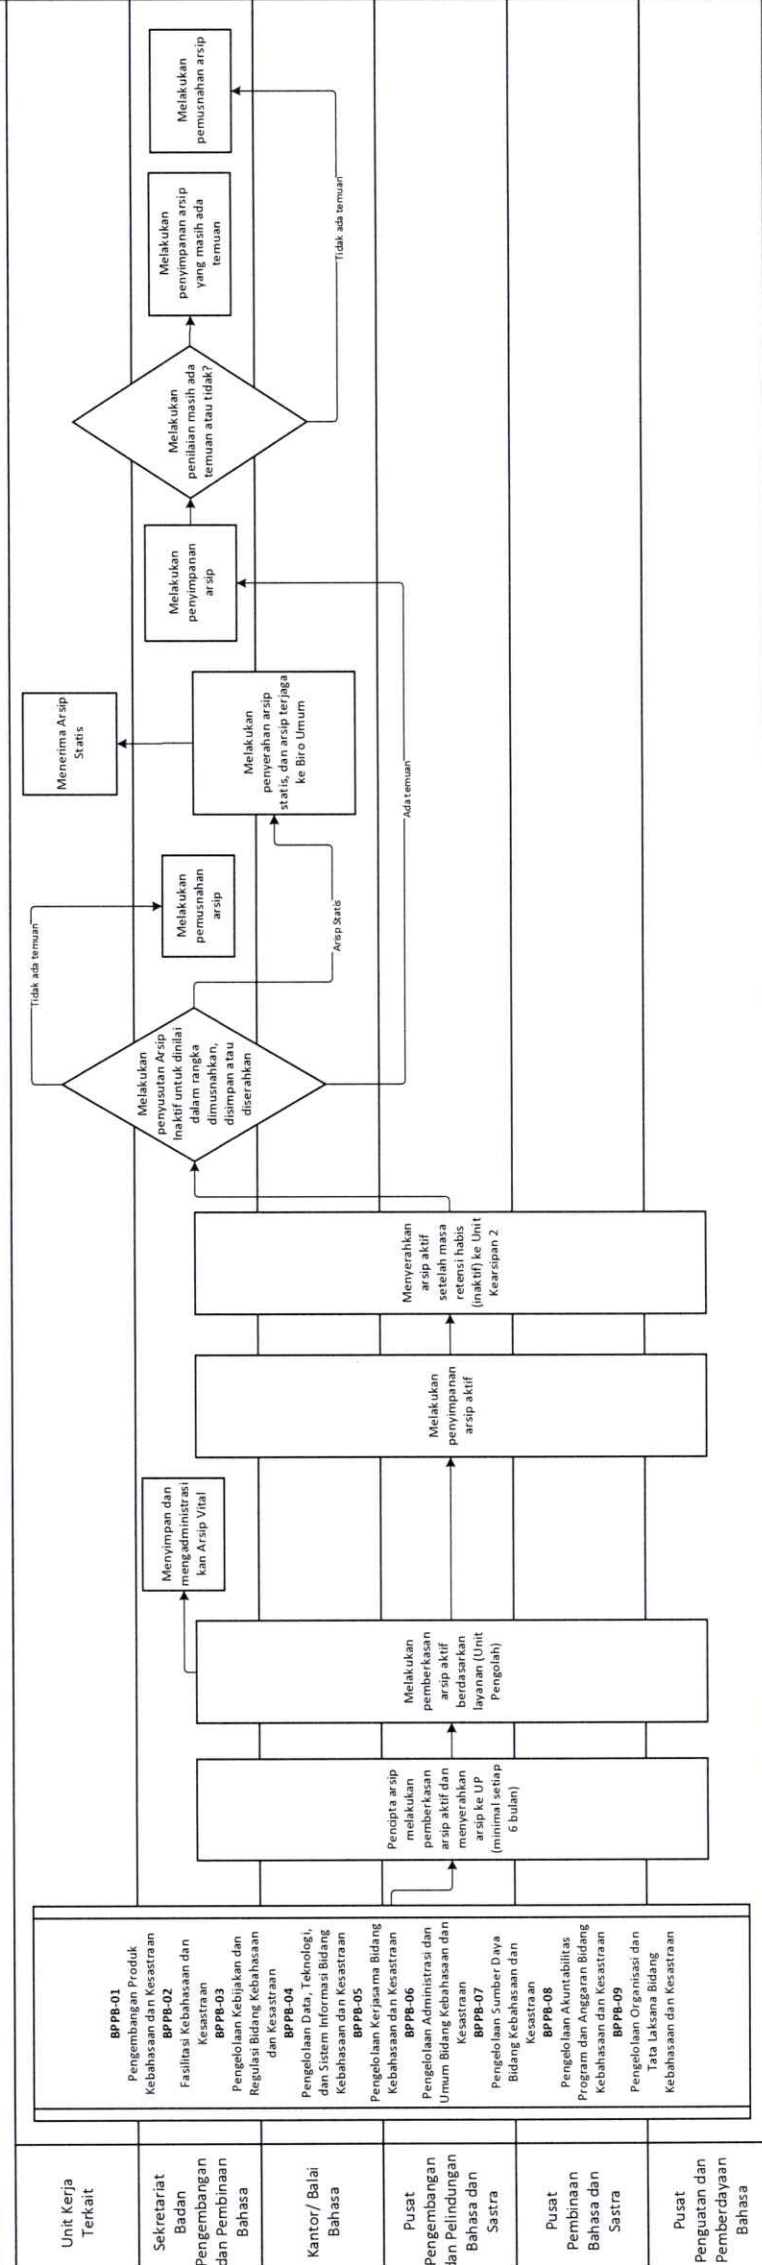 Unit Kerja
Terkait
Sekretariat
Badan
Pengembangan
dan Pembinaan
Bahasa
Kantor/ Balai
Bahasa
Pusat
Pengembangan
dan Pelindungan
Bahasa dan
Sastra
Pusat
Pembinaan
Bahasa dan
Sastra
Pusat
Penguatan dan
Pemberdayaan
Bahasa
BPPB-01
Pengembangan Produk
Kebahasaan dan Kesastraan
BPPB-02
Fasilitasi Kebahasaan dan
Kesastraan
BPPB-03
Pengelolaan Kebijakan dan
Regulasi Bidang Kebahasaan
dan Kesastraan
BPPB-04
Pengelolaan Data, Teknologi,
dan Sistem Informasi Bidang
Kebahasaan dan Kesastraan
BPPB-05
Pengelolaan Kerjasama Bidang
Kebahasaan dan Kesastraan
BPPB-06
Pengelolaan Administrasi dan
Umum Bidang Kebahasaan dan
Kesastraan
BPPB-07
Pengelolaan Sumber Daya
Bidang Kebahasaan dan
Kesastraan
BPPB-08
Pengelolaan Akuntabilitas
Program dan Anggaran Bidang
Kebahasaan dan Kesastraan
BPPB-09
Pengelolaan Organisasi dan
Tata Laksana Bidang
Kebahasaan dan Kesastraan
Pencipta arsip
melakukan
pemberkasan
arsip aktif dan
menyerahkan
arsip ke UP
(minimal setiap
6 bulan)
Melakukan
pemberkasan
arsip aktif
berdasarkan
layanan (Unit
Pengolah)
Menyimpan dan
mengadministrasi
kan Arsip Vital
Melakukan
penyimpanan
arsip aktif
Menyerahkan
arsip aktif
setelah masa
retensi habis
(inaktif) ke Unit
Kearsipan 2
Melakukan
penyusutan Arsip
Inaktif untuk dinilai
dalam rangka
dimusnahkan,
disimpan atau
diserahkan
Tidak ada temuan
Arisp Statis
Ada temuan
Melakukan
pemusnahan
arsip
Melakukan
penyerahan arsip
statis, dan arsip terjaga
ke Biro Umum
Menerima Arsip
Statis
Melakukan
penyimpanan
arsip
Melakukan
penilaian masih ada
temuan atau tidak?
Tidak ada temuan
Melakukan
penyimpanan arsip
yang masih ada
temuan
Melakukan
pemusnahan arsip